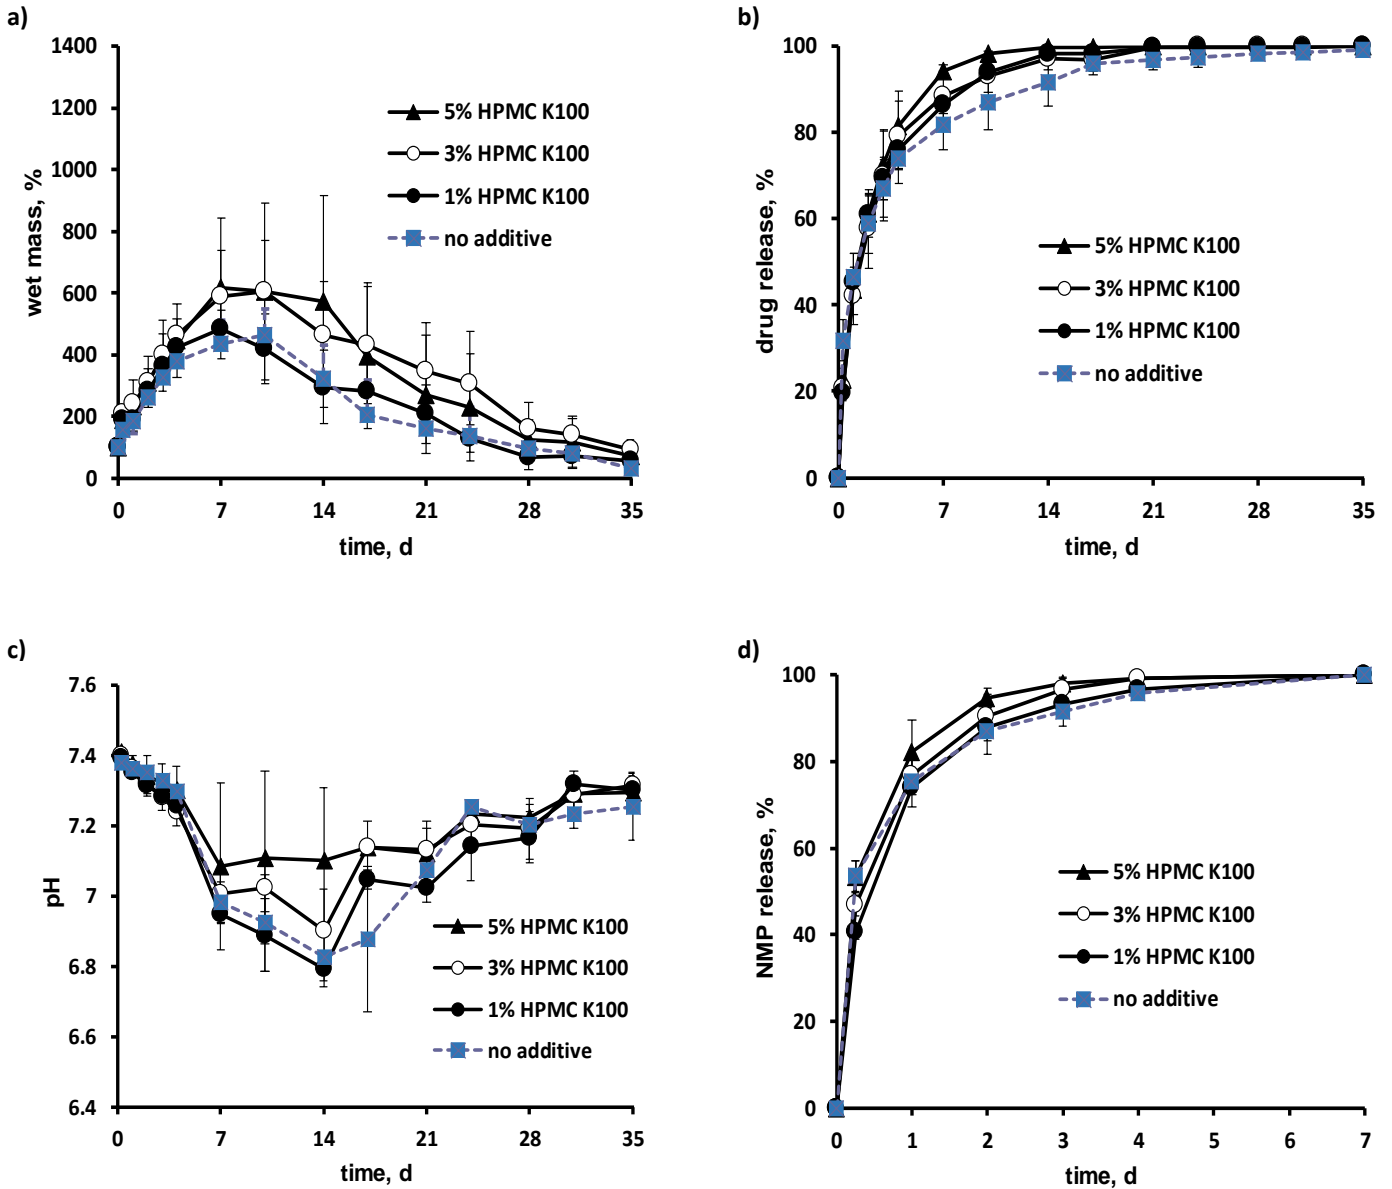 a)
1400
1200
1000
800
600
400
200
0
wet mass, %
5% HPMC K100
3% HPMC K100
1% HPMC K100
no additive
0 7 14 21 28 35
time, d
b)
100
80
60
40
20
0
drug release, %
5% HPMC K100
3% HPMC K100
1% HPMC K100
no additive
0 7 14 21 28 35
time, d
c)
7.6
7.4
7.2
7
6.8
6.6
6.4
pH
5% HPMC K100
3% HPMC K100
1% HPMC K100
no additive
0 7 14 21 28 35
time, d
d)
100
80
60
40
20
0
NMP release, %
5% HPMC K100
3% HPMC K100
1% HPMC K100
no additive
0 1 2 3 4 5 6 7
time, d